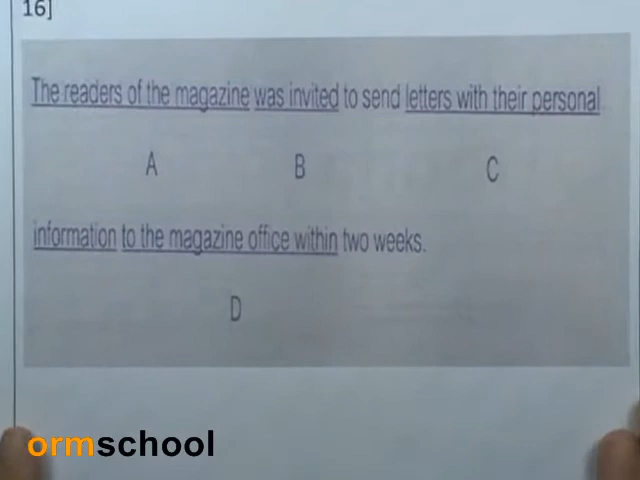 16]
The readers of the magazine was invited to send letters with their personal
A B C
information to the magazine office within two weeks.
D
ormschool